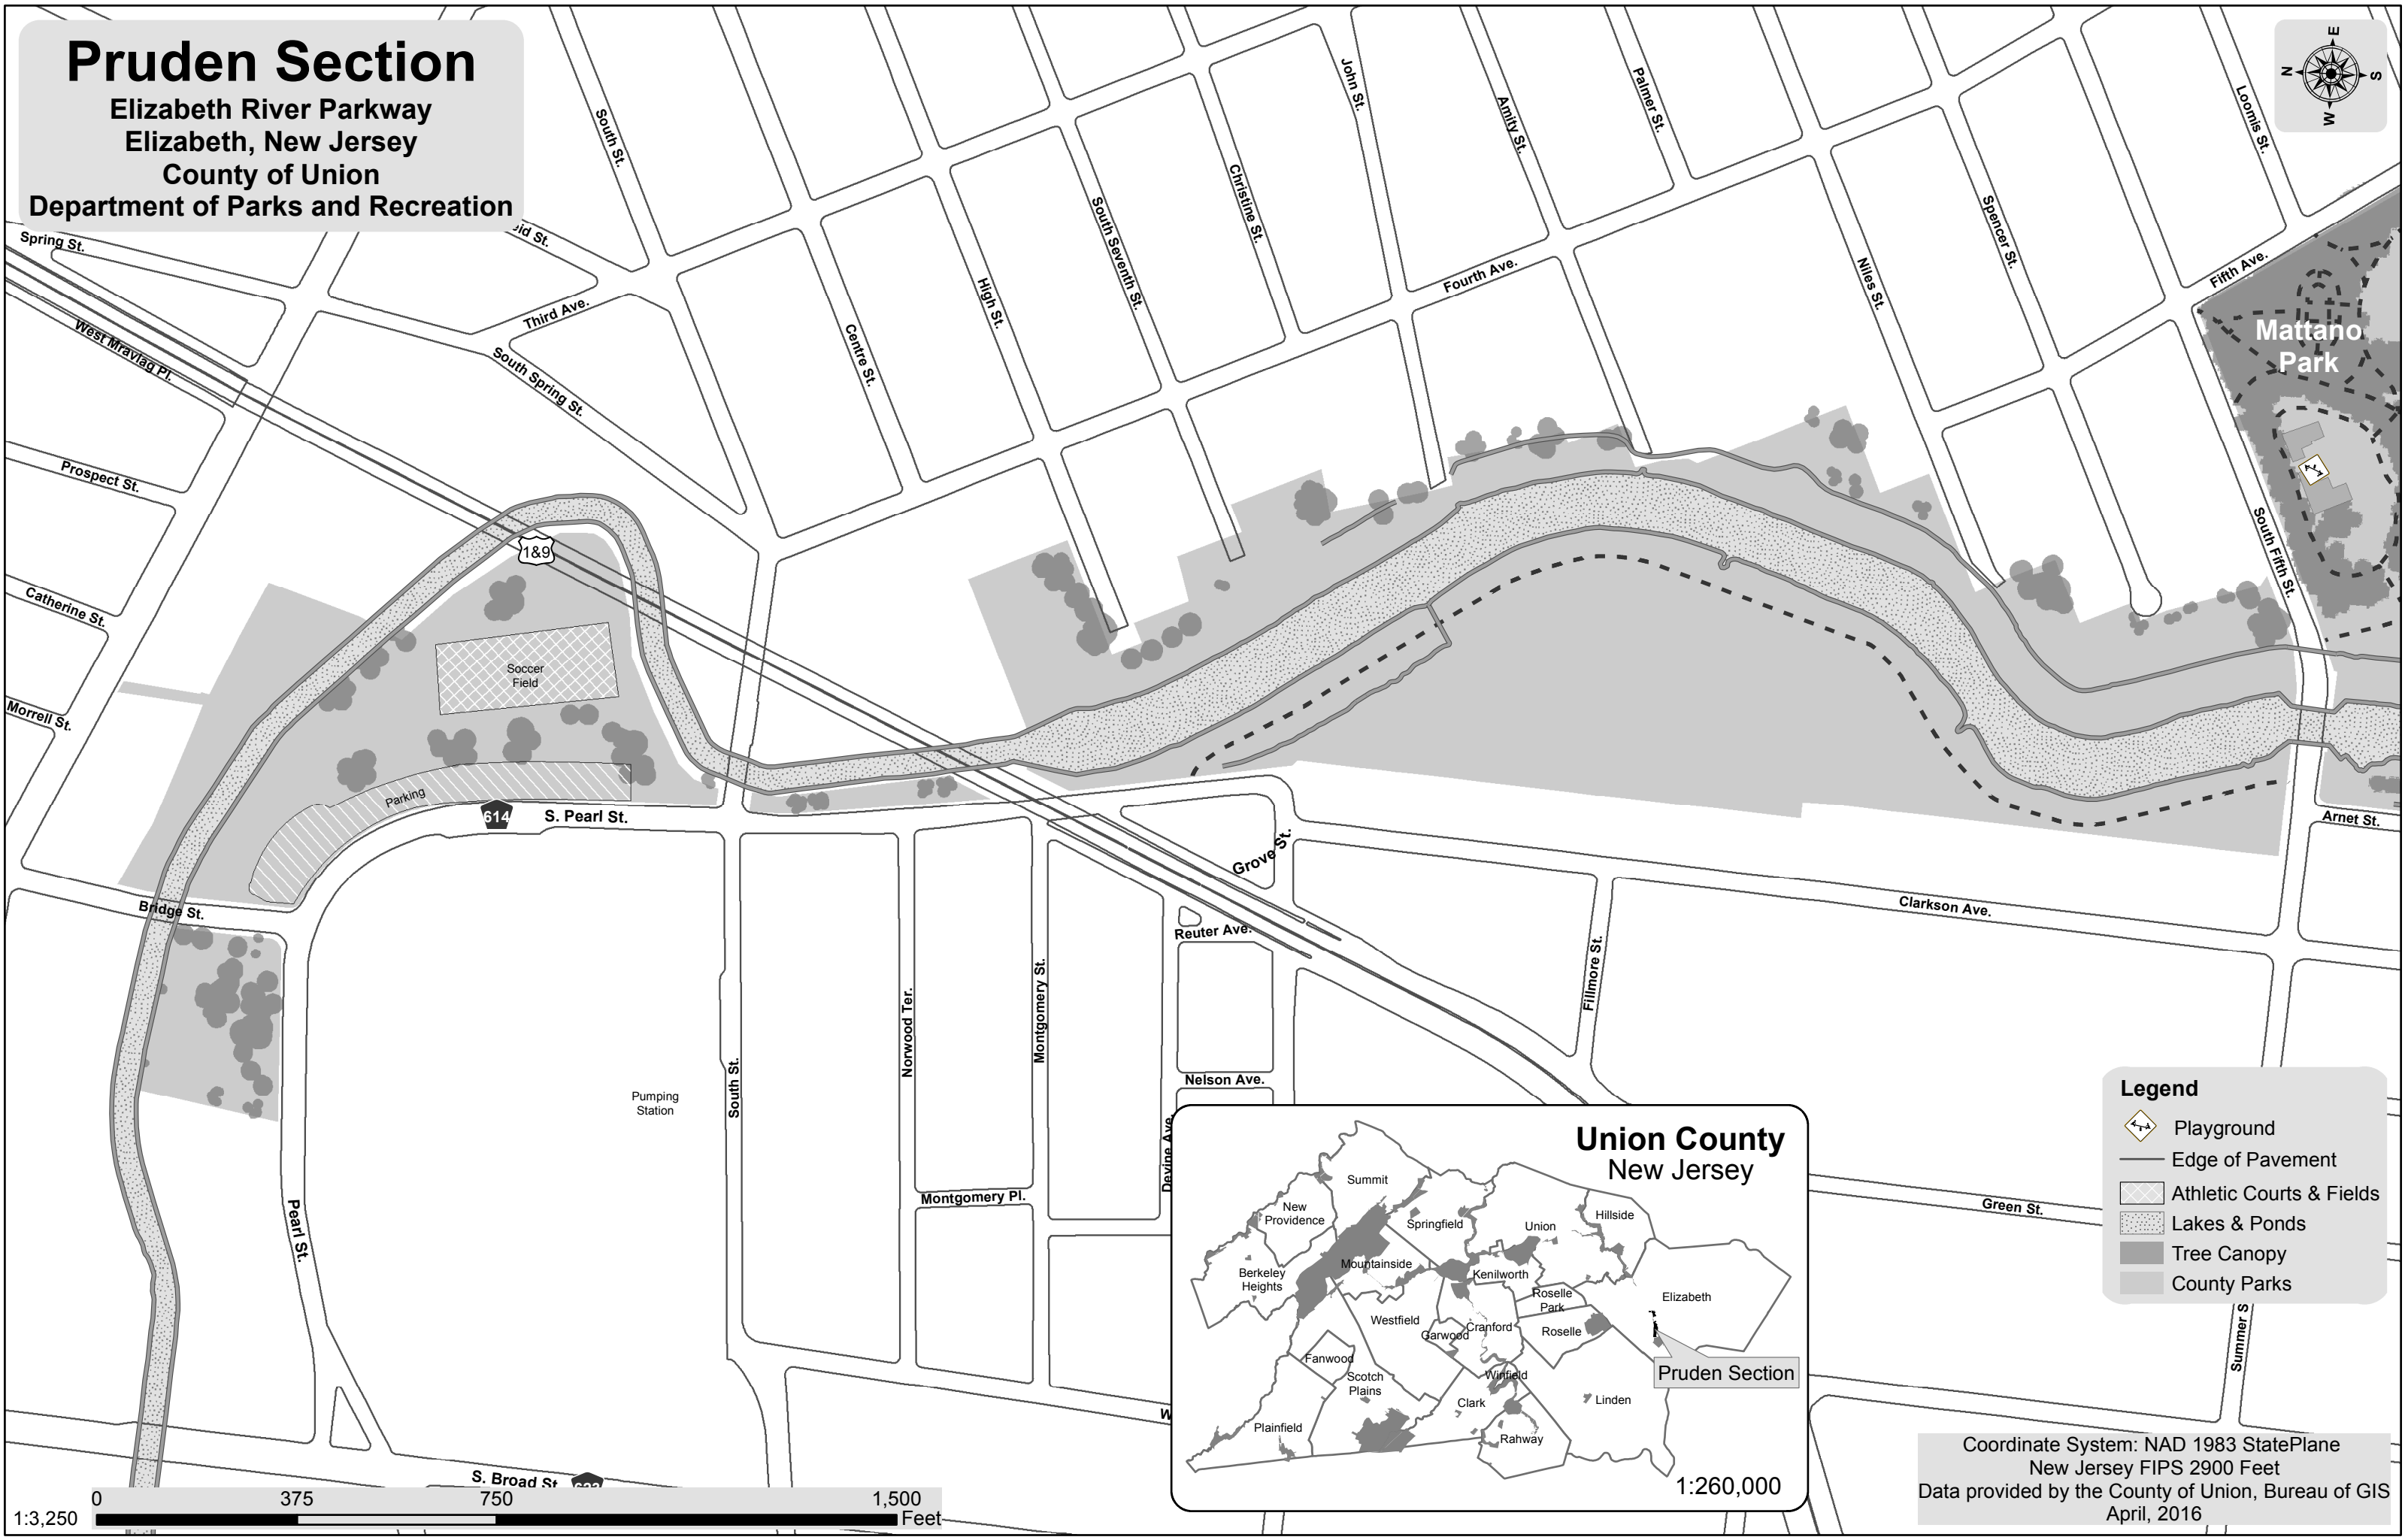 Pruden Section
Elizabeth River Parkway
Elizabeth, New Jersey
County of Union
Department of Parks and Recreation
E
N
S
W
South St.
John St.
Amity St.
Palmer St.
Loomis St.
Spring St.
St.
Third Ave.
West Mravlag Pl.
South Spring St.
Centre St.
High St.
South Seventh St.
Christine St.
Fourth Ave.
Niles St.
Spencer St.
Fifth Ave.
Mattano
Park
South Fifth St.
Prospect St.
Catherine St.
Morrell St.
1&9
Soccer
Field
Parking
614
S. Pearl St.
Bridge St.
Grove St.
Reuter Ave.
Arnet St.
Clarkson Ave.
Fillmore St.
Norwood Ter.
Montgomery St.
South St.
Pumping
Station
Nelson Ave.
Devine Ave.
Montgomery Pl.
Pearl St.
S. Broad St.
W
Green St.
Summer S
Legend
Playground
Edge of Pavement
Athletic Courts & Fields
Lakes & Ponds
Tree Canopy
County Parks
Union County
New Jersey
Summit
New
Providence
Springfield
Union
Hillside
Berkeley
Heights
Mountainside
Kenilworth
Roselle
Park
Elizabeth
Westfield
Garwood
Cranford
Roselle
Fanwood
Scotch
Plains
Winfield
Clark
Linden
Plainfield
Rahway
Pruden Section
1:260,000
0
375
750
1,500
1:3,250
Feet
Coordinate System: NAD 1983 StatePlane
New Jersey FIPS 2900 Feet
Data provided by the County of Union, Bureau of GIS
April, 2016